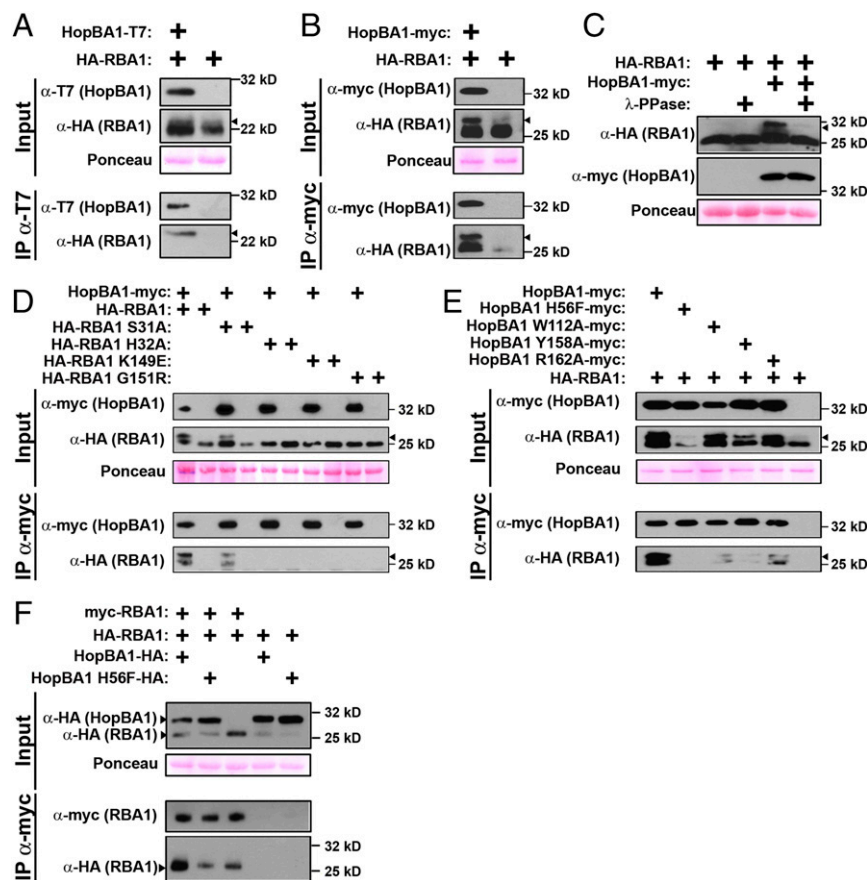 A
HopBA1-T7: +
HA-RBA1: + +
Input
α-T7 (HopBA1) 32 kD
α-HA (RBA1) 22 kD
Ponceau
IP α-T7
α-T7 (HopBA1) 32 kD
α-HA (RBA1) 22 kD
B
HopBA1-myc: +
HA-RBA1: + +
Input
α-myc (HopBA1) 32 kD
α-HA (RBA1) 25 kD
Ponceau
IP α-myc
α-myc (HopBA1) 32 kD
α-HA (RBA1) 25 kD
C
HA-RBA1: + + + +
HopBA1-myc: + +
λ-PPase: + +
α-HA (RBA1) 32 kD
25 kD
α-myc (HopBA1) 32 kD
Ponceau
D
HopBA1-myc: + + + + +
HA-RBA1: + +
HA-RBA1 S31A: + +
HA-RBA1 H32A: + +
HA-RBA1 K149E: + +
HA-RBA1 G151R: + +
Input
α-myc (HopBA1) 32 kD
α-HA (RBA1) 25 kD
Ponceau
IP α-myc
α-myc (HopBA1) 32 kD
α-HA (RBA1) 25 kD
E
HopBA1-myc: +
HopBA1 H56F-myc: +
HopBA1 W112A-myc: +
HopBA1 Y158A-myc: +
HopBA1 R162A-myc: +
HA-RBA1: + + + + + +
Input
α-myc (HopBA1) 32 kD
α-HA (RBA1) 25 kD
Ponceau
IP α-myc
α-myc (HopBA1) 32 kD
α-HA (RBA1) 25 kD
F
myc-RBA1: + + +
HA-RBA1: + + + + +
HopBA1-HA: + +
HopBA1 H56F-HA: + +
Input
α-HA (HopBA1) 32 kD
α-HA (RBA1) 25 kD
Ponceau
IP α-myc
α-myc (RBA1)
32 kD
α-HA (RBA1) 25 kD